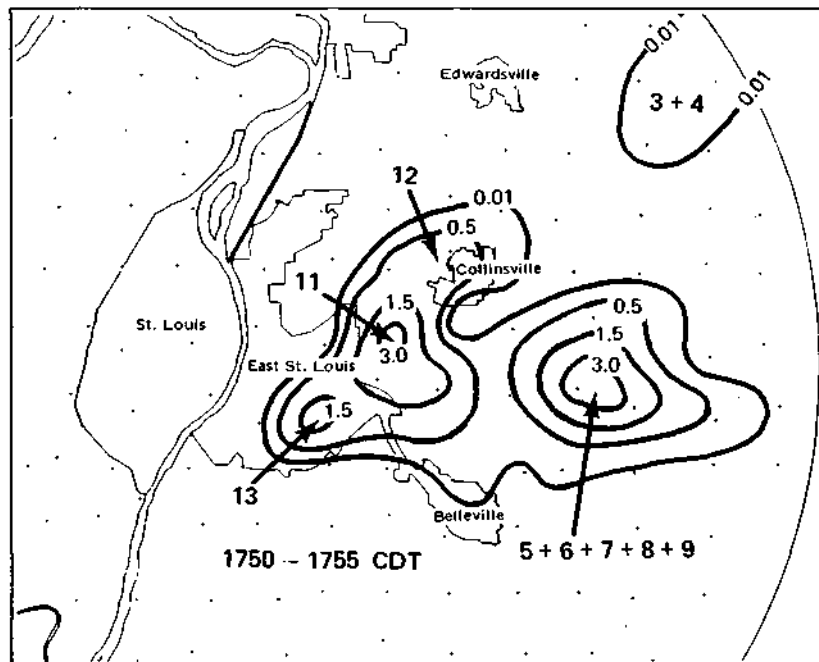 0.01
Edwardsville
3 + 4
0.01
12
0.01
0.5
Collinsville
11
1.5
0.5
St. Louis
1.5
3.0
3.0
East St. Louis
1.5
13
Belleville
1750 - 1755 CDT
5 + 6 + 7 + 8 + 9